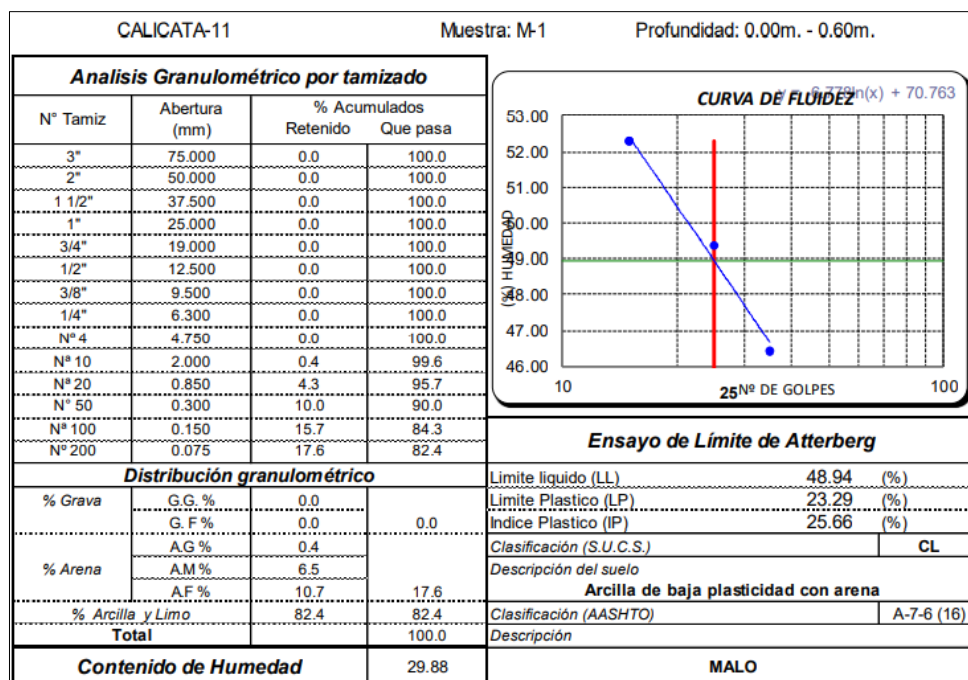 CALICATA-11 Muestra: M-1 Profundidad: 0.00m. - 0.60m.
Analisis Granulométrico por tamizado
N° Tamiz Abertura (mm) % Acumulados Retenido Que pasa
3" 75.000 0.0 100.0
2" 50.000 0.0 100.0
1 1/2" 37.500 0.0 100.0
1" 25.000 0.0 100.0
3/4" 19.000 0.0 100.0
1/2" 12.500 0.0 100.0
3/8" 9.500 0.0 100.0
1/4" 6.300 0.0 100.0
Nª 4 4.750 0.0 100.0
Nª 10 2.000 0.4 99.6
Nª 20 0.850 4.3 95.7
N° 50 0.300 10.0 90.0
Nª 100 0.150 15.7 84.3
Nº 200 0.075 17.6 82.4
Distribución granulométrico
% Grava G.G. % 0.0
G. F % 0.0 0.0
A.G % 0.4
% Arena A.M % 6.5
A.F % 10.7 17.6
% Arcilla y Limo 82.4 82.4
Total 100.0
Contenido de Humedad 29.88
CURVA DE FLUIDEZ
+ 70.763
53.00
52.00
51.00
50.00
49.00
48.00
47.00
46.00
(%) HUMEDAD
10 25 Nº DE GOLPES 100
Ensayo de Límite de Atterberg
Limite liquido (LL) 48.94 (%)
Limite Plastico (LP) 23.29 (%)
Indice Plastico (IP) 25.66 (%)
Clasificación (S.U.C.S.) CL
Descripción del suelo
Arcilla de baja plasticidad con arena
Clasificación (AASHTO) A-7-6 (16)
Descripción
MALO